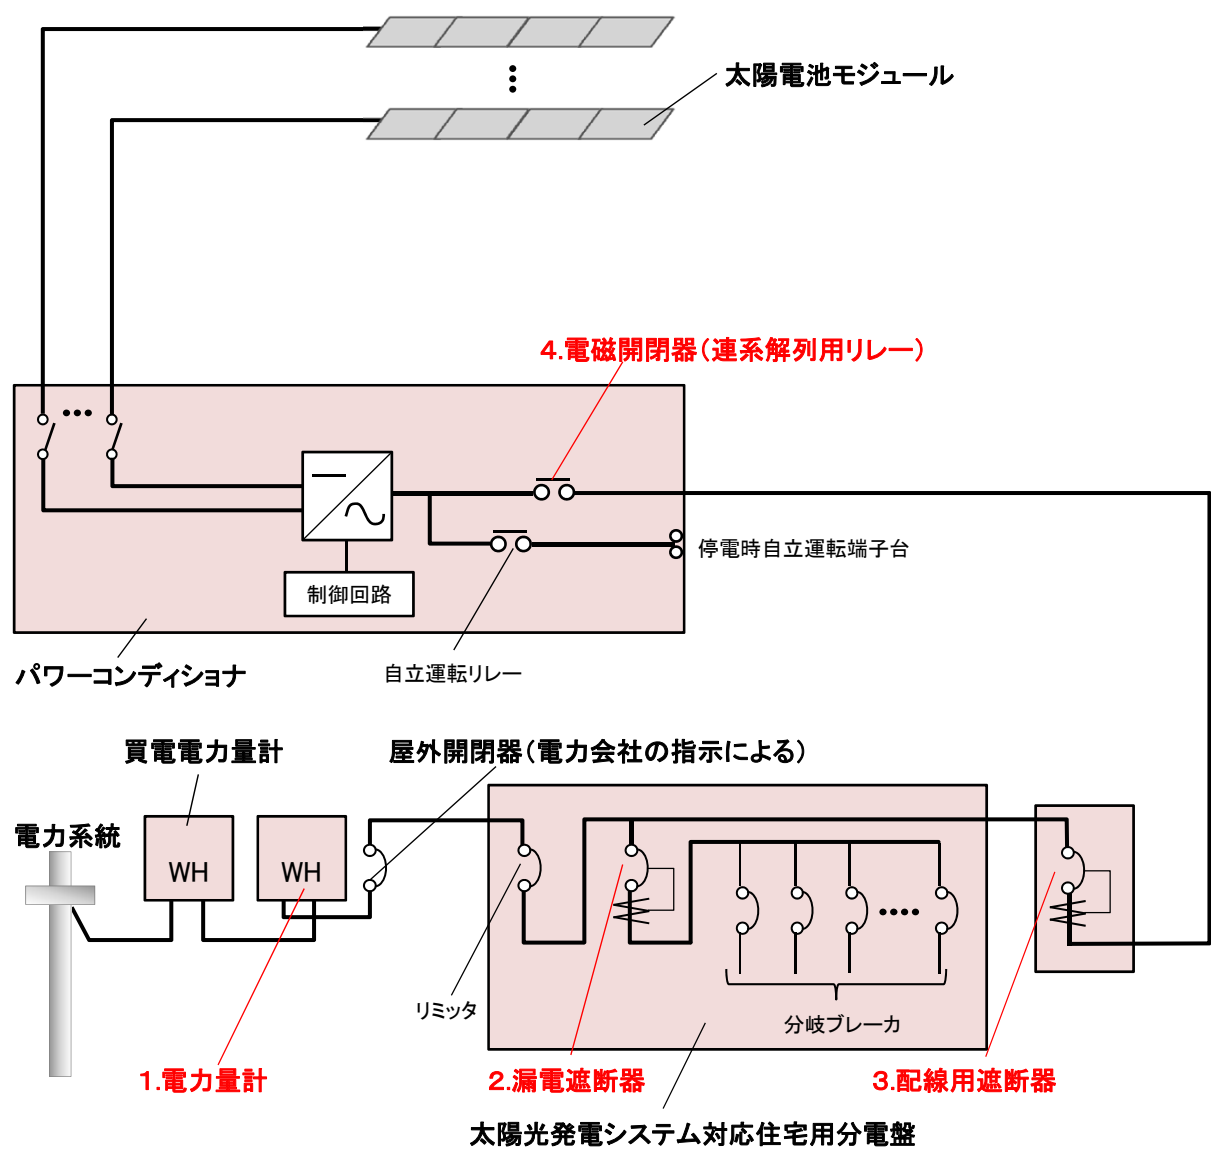 太陽電池モジュール
4.電磁開閉器（連系解列用リレー）
停電時自立運転端子台
制御回路
パワーコンディショナ
自立運転リレー
買電電力量計
屋外開閉器（電力会社の指示による）
電力系統
WH
WH
リミッタ
分岐ブレーカ
1.電力量計
2.漏電遮断器
3.配線用遮断器
太陽光発電システム対応住宅用分電盤